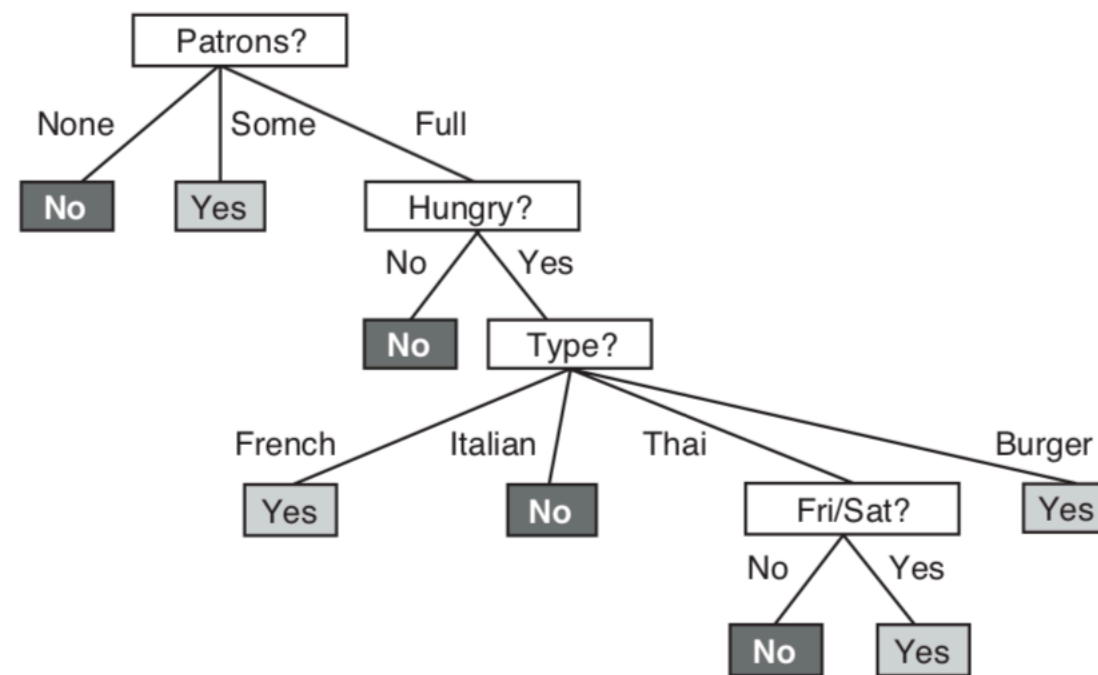 Patrons?
None Some Full
No Yes Hungry?
No Yes
No Type?
French Italian Thai Burger
Yes No Fri/Sat? Yes
No Yes
No Yes